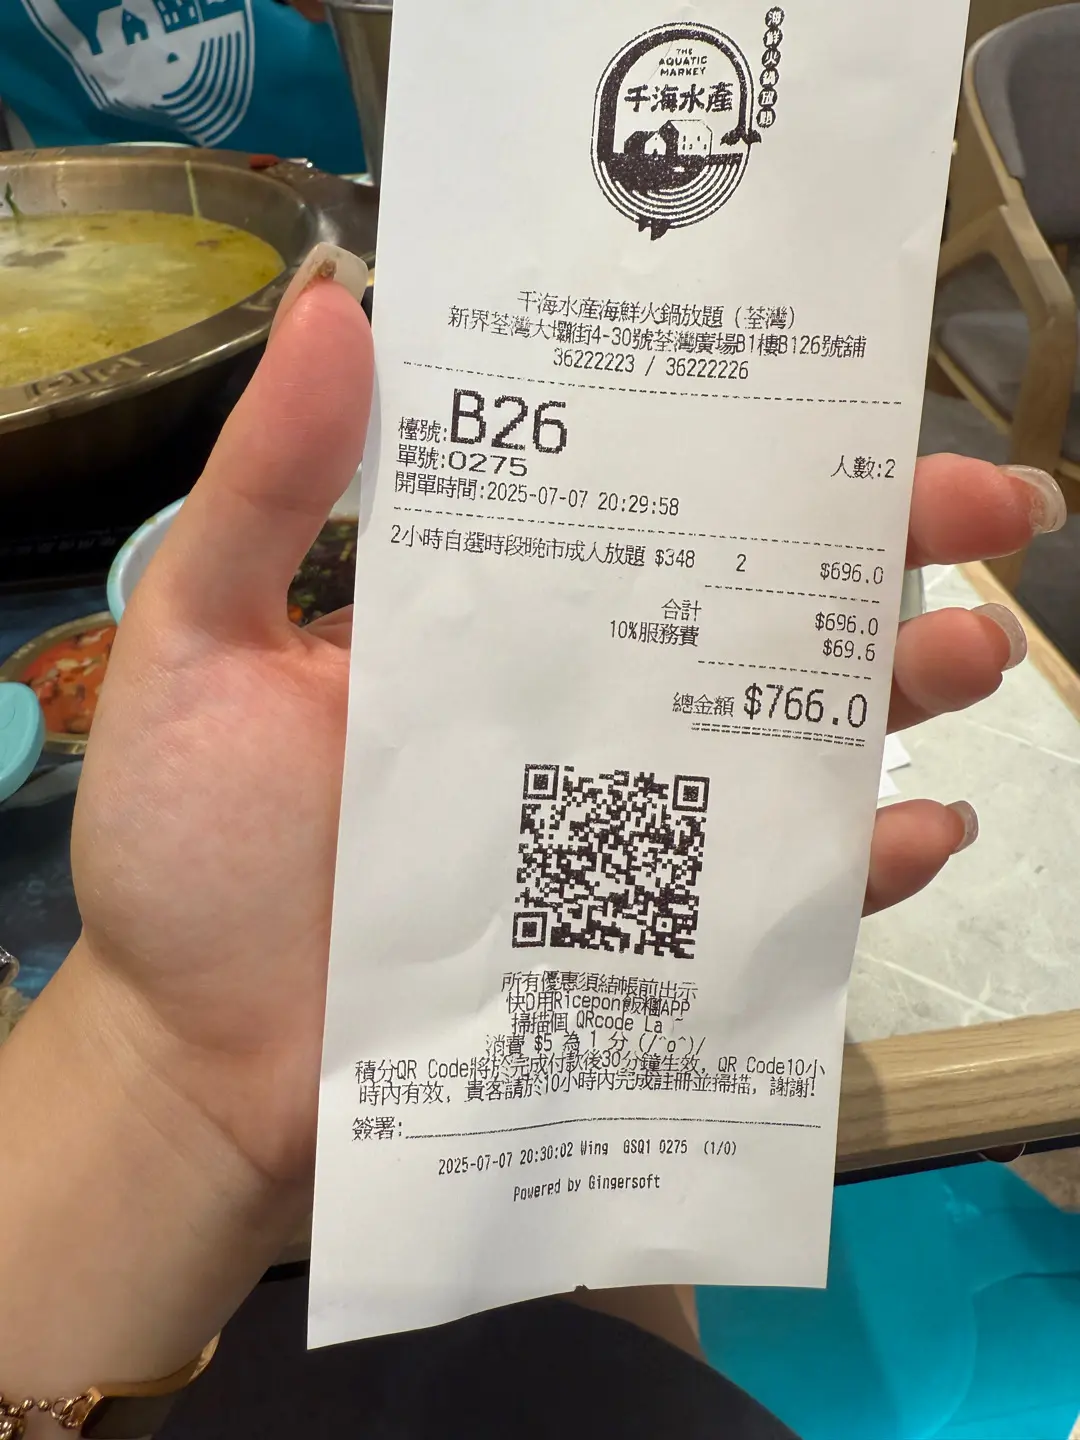 THE
AQUATIC
MARKET
千海水產
海鮮火鍋放題
千海水產海鮮火鍋放題（荃灣）
新界荃灣大壩街4-30號荃灣廣場B1樓B126號舖
36222223 / 36222226
檯號:B26
人數:2
單號:0275
開單時間:2025-07-07 20:29:58
2小時自選時段晚市成人放題 $348 2 $696.0
合計 $696.0
10%服務費 $69.6
總金額 $766.0
所有優惠須結帳前出示
快D用Ricepon飯糰APP
掃描個 QRcode La ~
消費 $5 為 1 分 (/^o^)/
積分QR Code將於完成付款後30分鐘生效, QR Code10小
時內有效, 貴客請於10小時內完成註冊並掃描, 謝謝!
簽署:
2025-07-07 20:30:02 Wing GSQ1 0275 (1/0)
Powered by Gingersoft